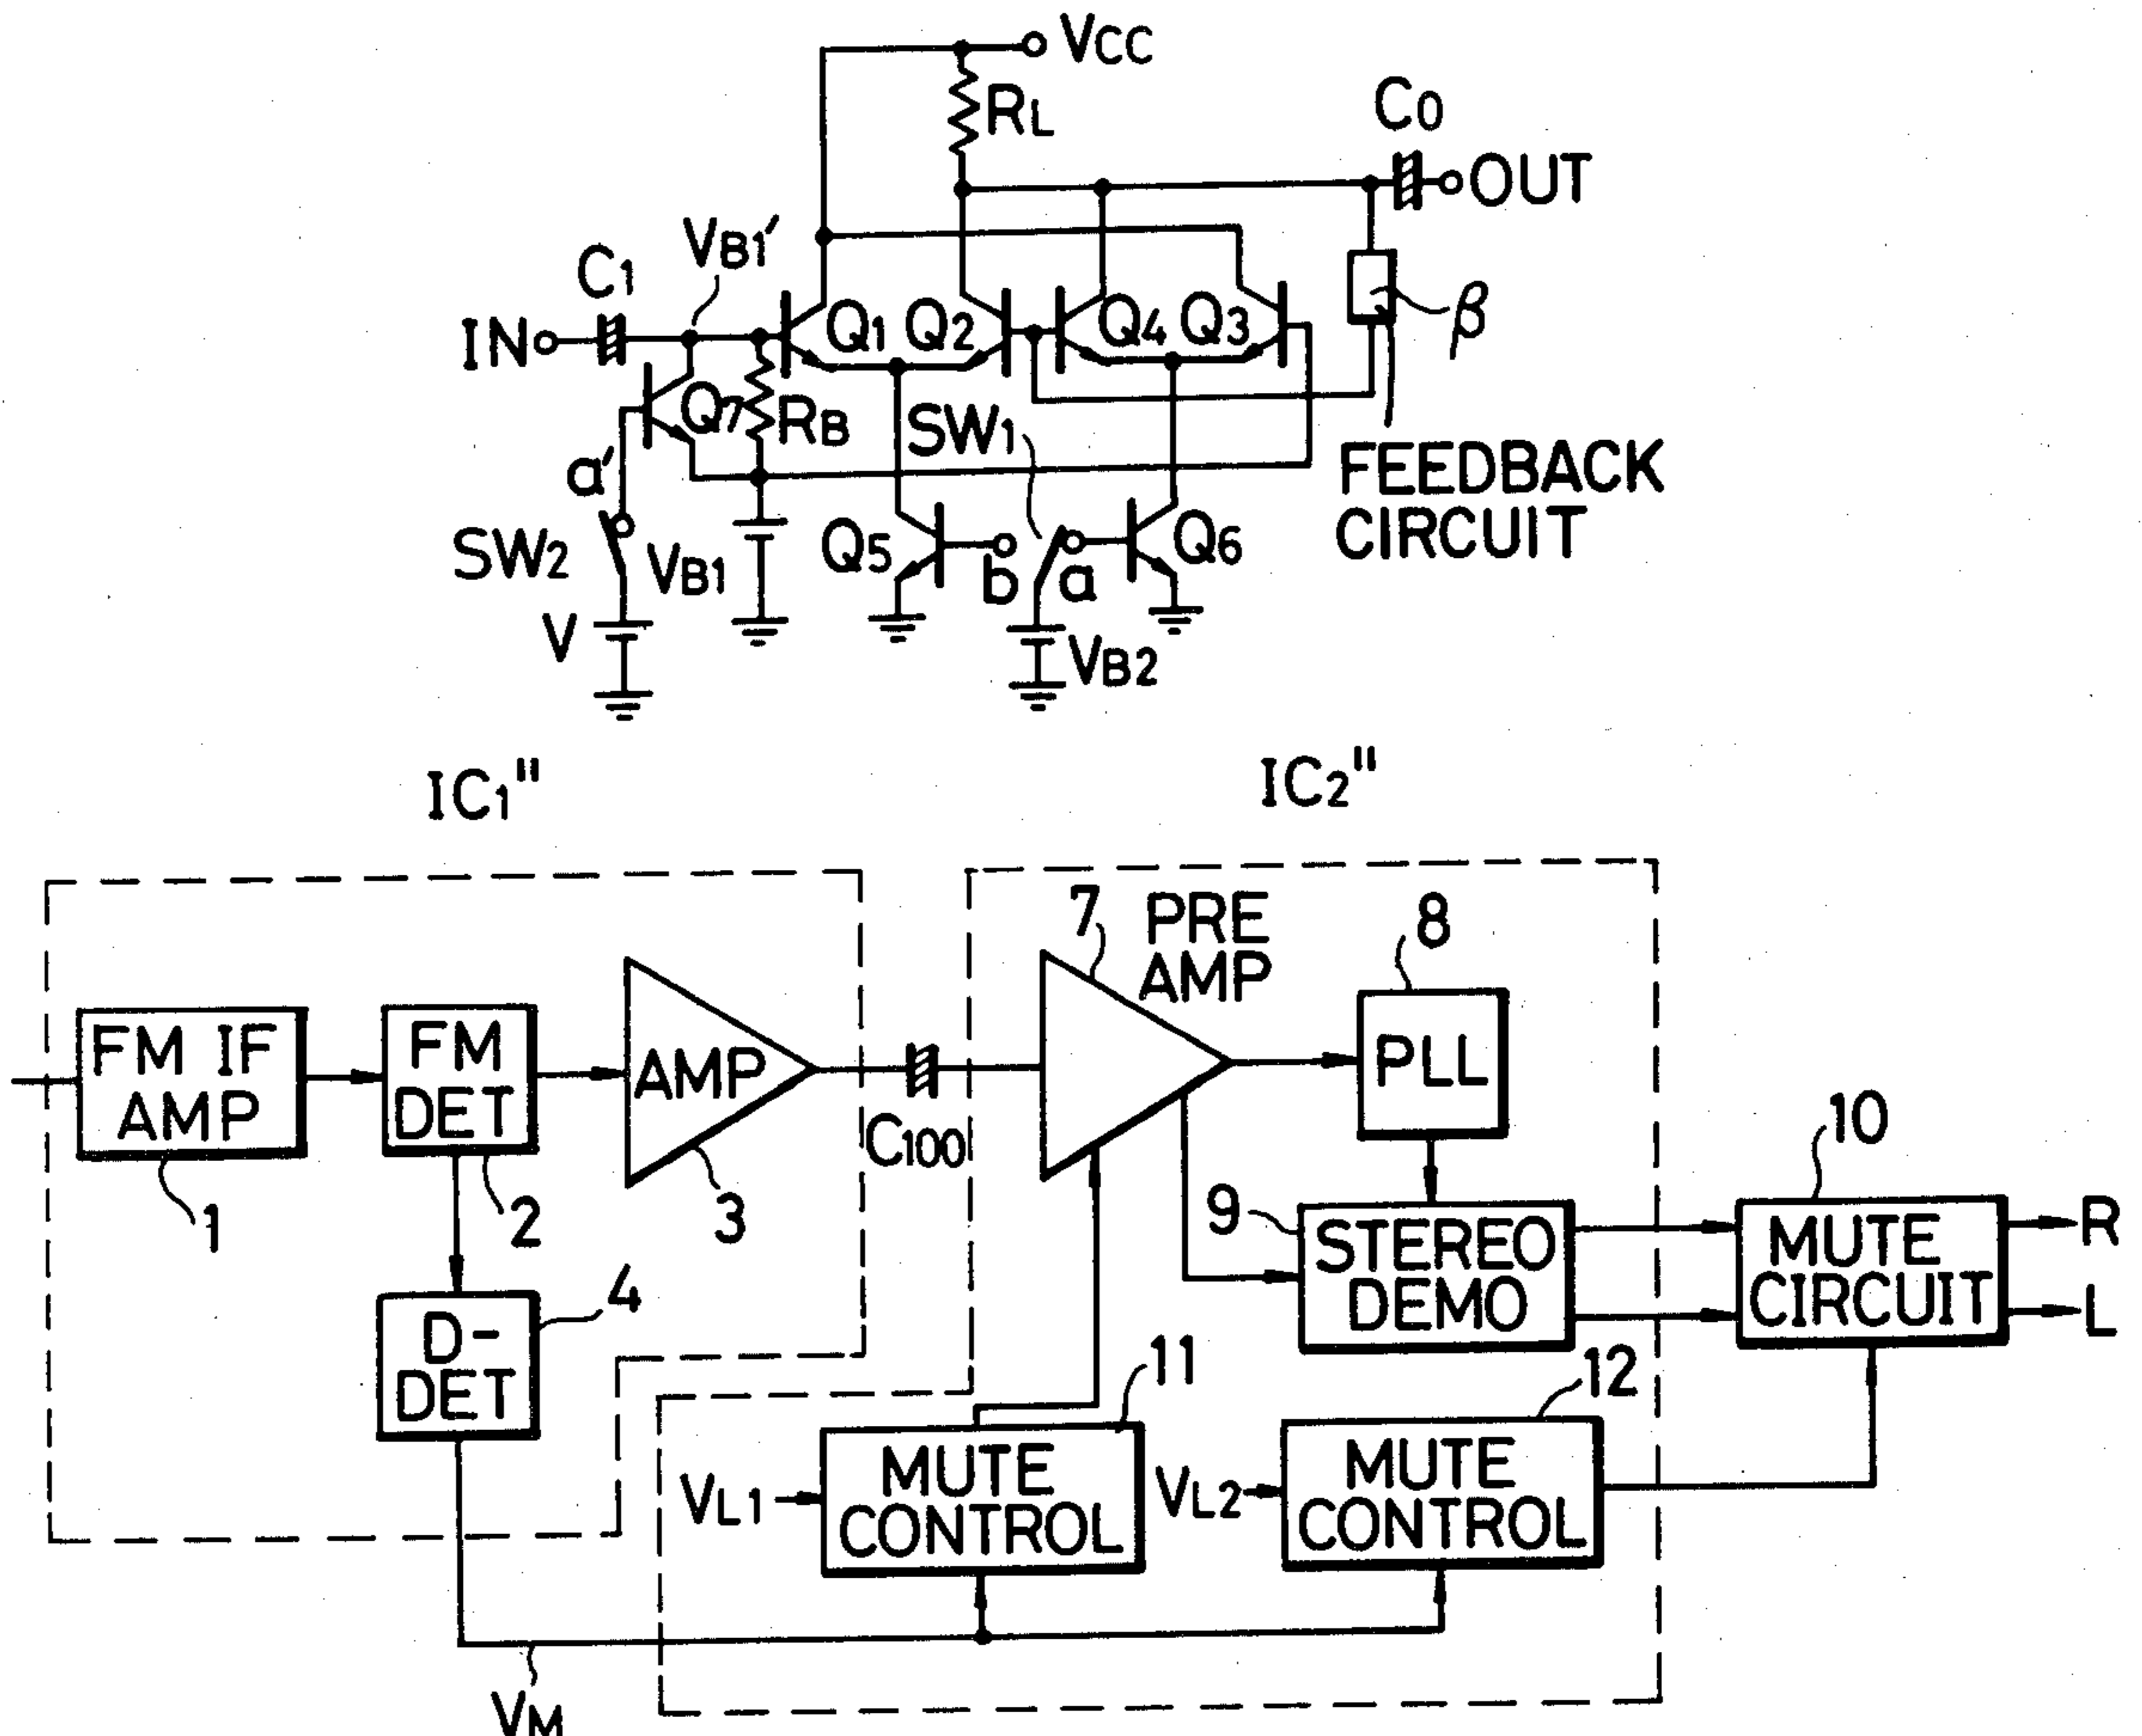 VCC
RL
C0
OUT
VB1'
C1
IN
Q1
Q2
Q4
Q3
β
Q7
RB
SW1
a'
FEEDBACK
CIRCUIT
SW2
VB1
Q5
b
a
Q6
V
VB2
IC1"
IC2"
7
PRE
AMP
8
FM IF
AMP
FM
DET
AMP
PLL
C100
10
1
2
3
9
STEREO
DEMO
MUTE
CIRCUIT
R
L
4
D-
DET
11
12
VL1
MUTE
CONTROL
VL2
MUTE
CONTROL
VM